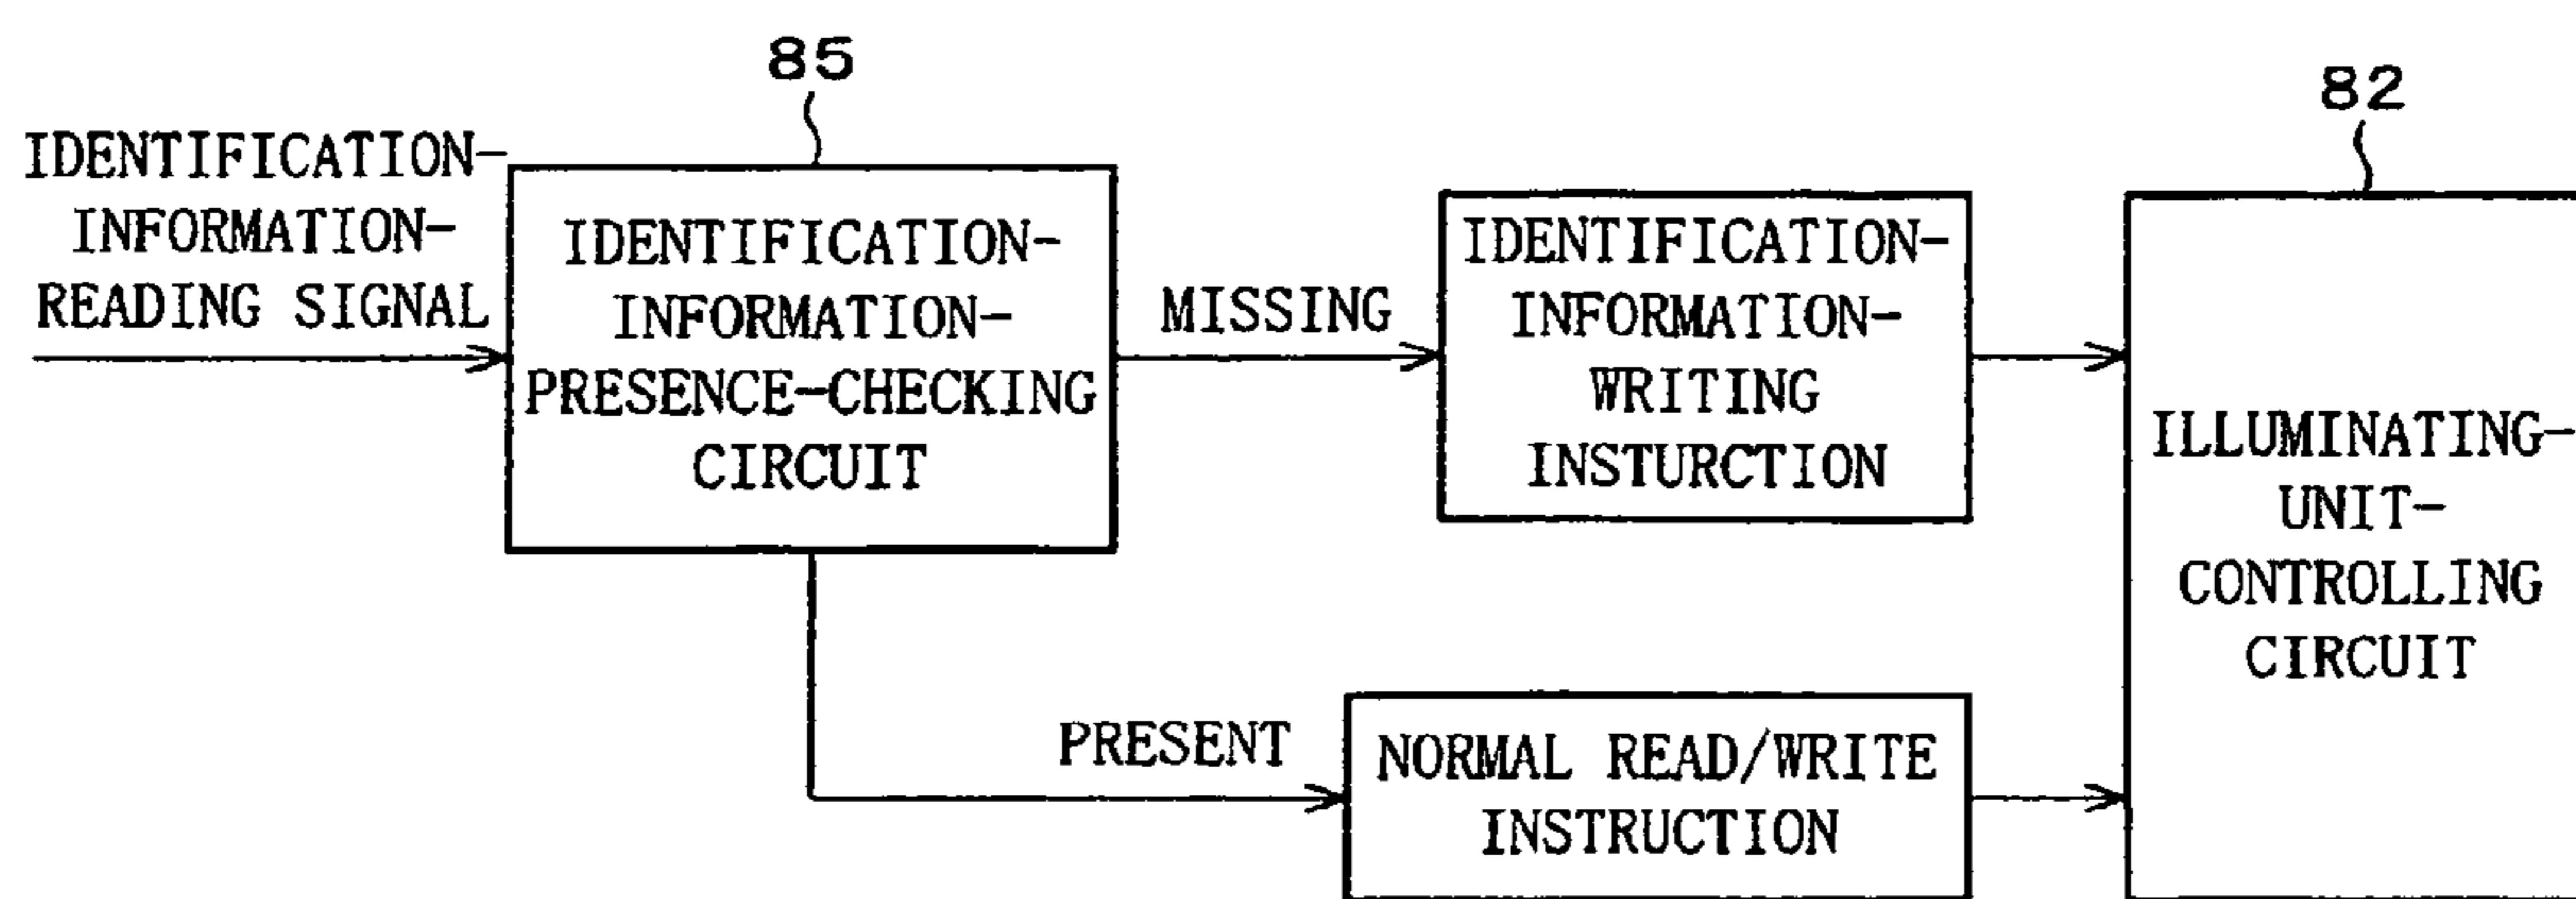 85
82
IDENTIFICATION-
INFORMATION-
READING SIGNAL
IDENTIFICATION-
INFORMATION-
PRESENCE-CHECKING
CIRCUIT
MISSING
IDENTIFICATION-
INFORMATION-
WRITING
INSTURCTION
ILLUMINATING-
UNIT-
CONTROLLING
CIRCUIT
PRESENT
NORMAL READ/WRITE
INSTRUCTION